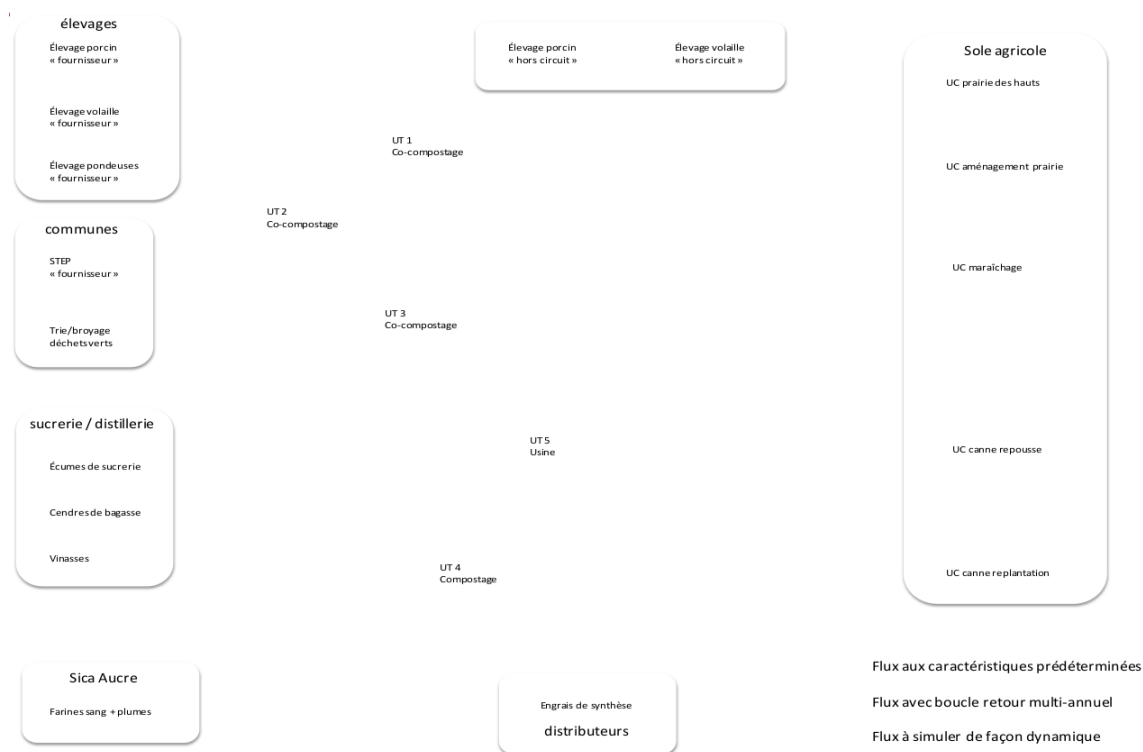 élevages
Élevage porcin
« fournisseur »
Élevage volaille
« fournisseur »
Élevage pondeuses
« fournisseur »
communes
STEP
« fournisseur »
Trie/broyage
déchets verts
sucrerie / distillerie
Écumes de sucrerie
Cendres de bagasse
Vinasses
Sica Aucre
Farines sang + plumes
Élevage porcin
« hors circuit »
Élevage volaille
« hors circuit »
UT 1
Co-compostage
UT 2
Co-compostage
UT 3
Co-compostage
UT 5
Usine
UT 4
Compostage
Engrais de synthèse
distributeurs
Sole agricole
UC prairie des hauts
UC aménagement prairie
UC maraîchage
UC canne repousse
UC canne replantation
Flux aux caractéristiques prédéterminées
Flux avec boucle retour multi-annuel
Flux à simuler de façon dynamique